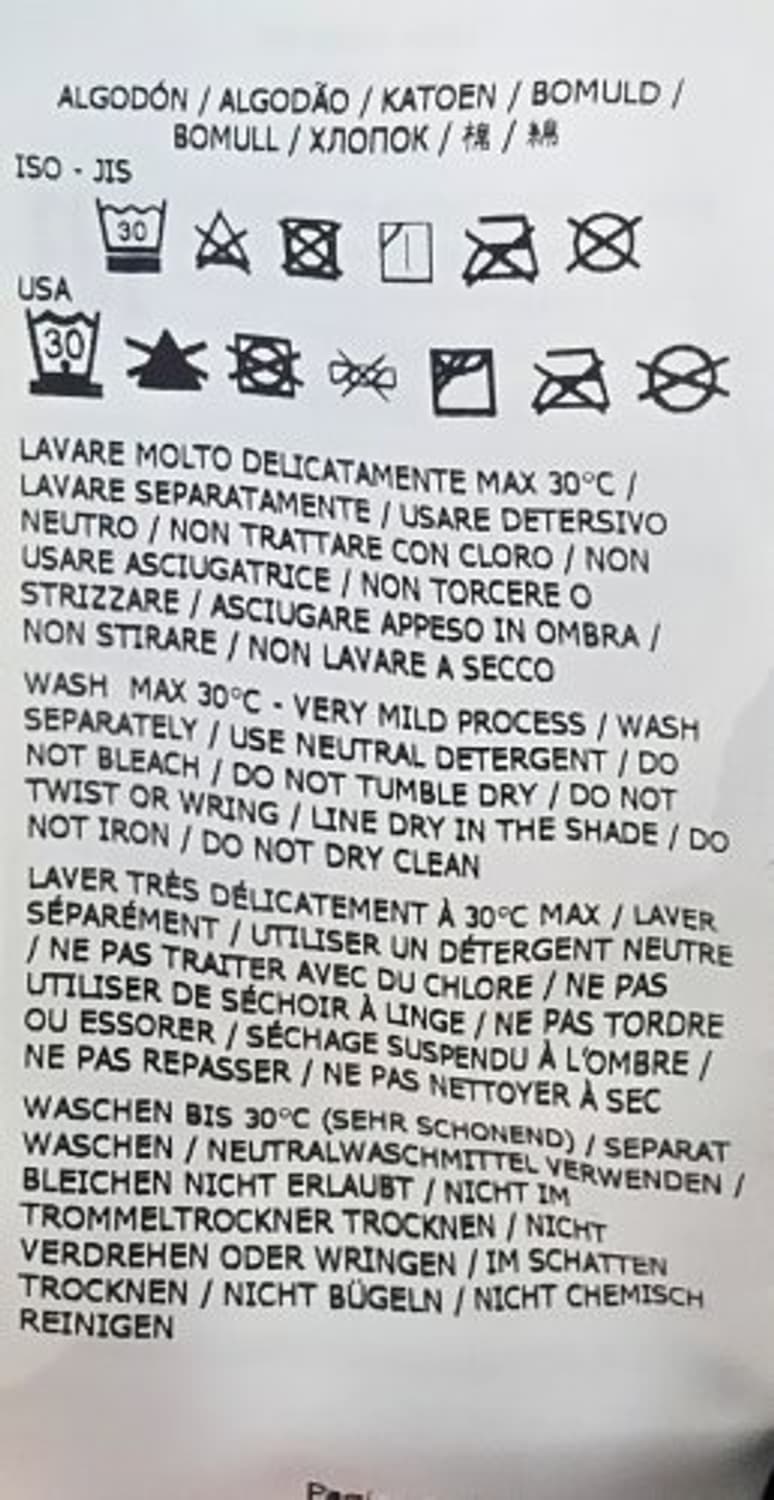 ALGODÓN / ALGODÃO / KATOEN / BOMULD /
BOMULL / ХЛОПОК / 棉 / 綿
ISO - JIS
30
USA
30
LAVARE MOLTO DELICATAMENTE MAX 30°C /
LAVARE SEPARATAMENTE / USARE DETERSIVO
NEUTRO / NON TRATTARE CON CLORO / NON
USARE ASCIUGATRICE / NON TORCERE O
STRIZZARE / ASCIUGARE APPESO IN OMBRA /
NON STIRARE / NON LAVARE A SECCO
WASH MAX 30°C - VERY MILD PROCESS / WASH
SEPARATELY / USE NEUTRAL DETERGENT / DO
NOT BLEACH / DO NOT TUMBLE DRY / DO NOT
TWIST OR WRING / LINE DRY IN THE SHADE / DO
NOT IRON / DO NOT DRY CLEAN
LAVER TRÈS DÉLICATEMENT À 30°C MAX / LAVER
SÉPARÉMENT / UTILISER UN DÉTERGENT NEUTRE
/ NE PAS TRAITER AVEC DU CHLORE / NE PAS
UTILISER DE SÉCHOIR À LINGE / NE PAS TORDRE
OU ESSORER / SÉCHAGE SUSPENDU À L'OMBRE /
NE PAS REPASSER / NE PAS NETTOYER À SEC
WASCHEN BIS 30°C (SEHR SCHONEND) / SEPARAT
WASCHEN / NEUTRALWASCHMITTEL VERWENDEN /
BLEICHEN NICHT ERLAUBT / NICHT IM
TROMMELTROCKNER TROCKNEN / NICHT
VERDREHEN ODER WRINGEN / IM SCHATTEN
TROCKNEN / NICHT BÜGELN / NICHT CHEMISCH
REINIGEN